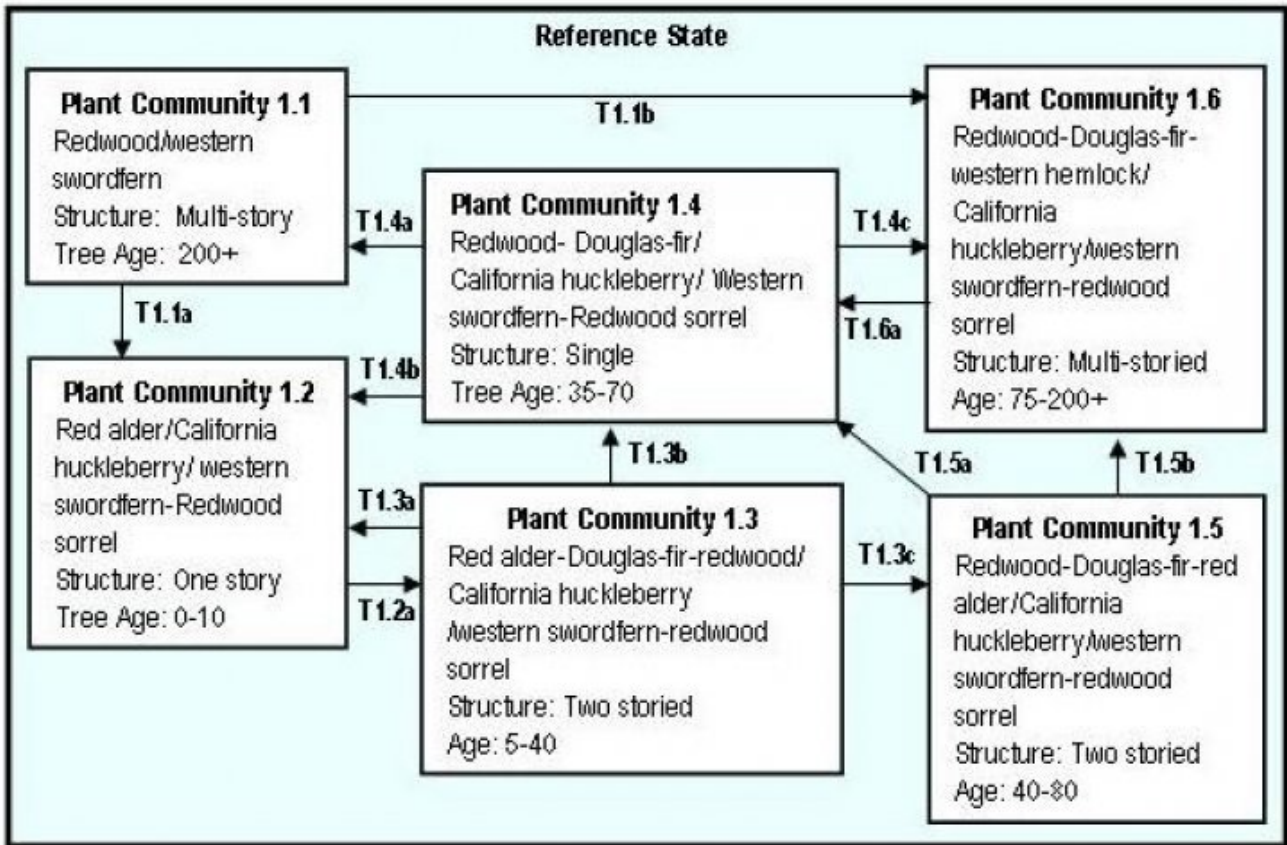 Reference State
Plant Community 1.1
Redwood/western
swordfern
Structure: Multi-story
Tree Age: 200+
T1.1b
Plant Community 1.6
Redwood-Douglas-fir-
western hemlock/
California
huckleberry/western
swordfern-redwood
sorrel
Structure: Multi-storied
Age: 75-200+
T1.4a
Plant Community 1.4
Redwood- Douglas-fir/
California huckleberry/ Western
swordfern-Redwood sorrel
Structure: Single
Tree Age: 35-70
T1.4c
T1.6a
T1.1a
T1.4b
Plant Community 1.2
Red alder/California
huckleberry/ western
swordfern-Redwood
sorrel
Structure: One story
Tree Age: 0-10
T1.3b
T1.5a
T1.5b
T1.3a
T1.2a
Plant Community 1.3
Red alder-Douglas-fir-redwood/
California huckleberry
/western swordfern-redwood
sorrel
Structure: Two storied
Age: 5-40
T1.3c
Plant Community 1.5
Redwood-Douglas-fir-red
alder/California
huckleberry/western
swordfern-redwood
sorrel
Structure: Two storied
Age: 40-80